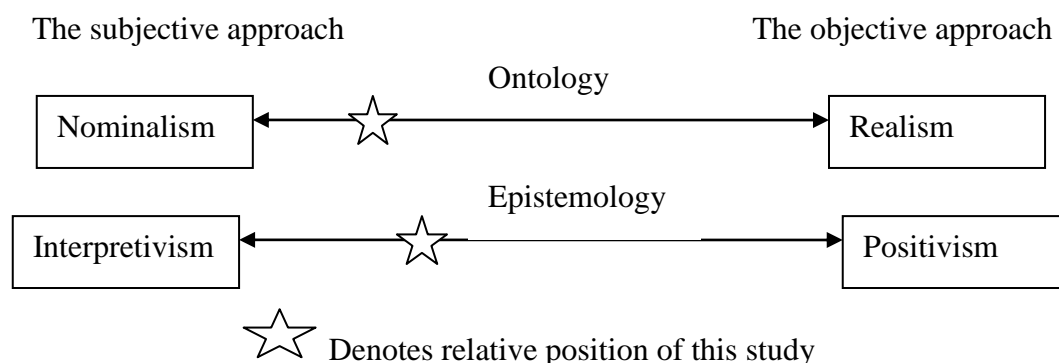 The subjective approach The objective approach
Ontology
Nominalism Realism
Epistemology
Interpretivism Positivism
Denotes relative position of this study